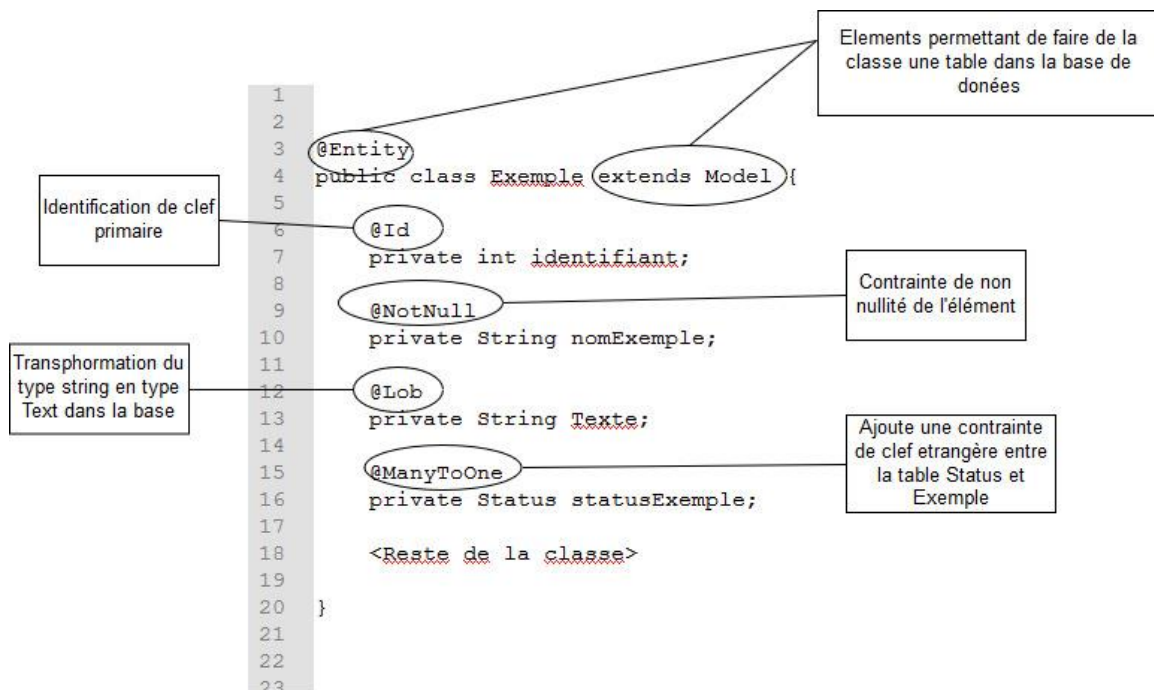 Elements permettant de faire de la
classe une table dans la base de
donées
1
2
3 @Entity
4 public class Exemple extends Model {
5
6 @Id
7 private int identifiant;
8
9 @NotNull
10 private String nomExemple;
11
12 @Lob
13 private String Texte;
14
15 @ManyToOne
16 private Status statusExemple;
17
18 <Reste de la classe>
19
20 }
21
22
23
Identification de clef
primaire
Contrainte de non
nullité de l'élément
Transphormation du
type string en type
Text dans la base
Ajoute une contrainte
de clef etrangère entre
la table Status et
Exemple